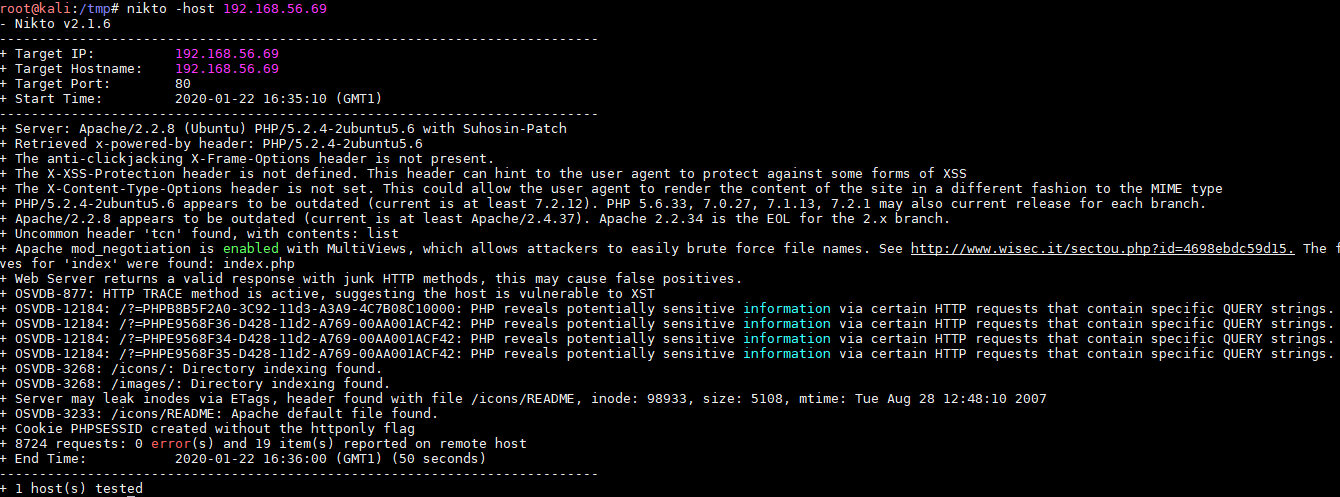 root@kali:/tmp# nikto -host 192.168.56.69
- Nikto v2.1.6
---------------------------------------------------------------------------
+ Target IP:          192.168.56.69
+ Target Hostname:    192.168.56.69
+ Target Port:        80
+ Start Time:         2020-01-22 16:35:10 (GMT1)
---------------------------------------------------------------------------
+ Server: Apache/2.2.8 (Ubuntu) PHP/5.2.4-2ubuntu5.6 with Suhosin-Patch
+ Retrieved x-powered-by header: PHP/5.2.4-2ubuntu5.6
+ The anti-clickjacking X-Frame-Options header is not present.
+ The X-XSS-Protection header is not defined. This header can hint to the user agent to protect against some forms of XSS
+ The X-Content-Type-Options header is not set. This could allow the user agent to render the content of the site in a different fashion to the MIME type
+ PHP/5.2.4-2ubuntu5.6 appears to be outdated (current is at least 7.2.12). PHP 5.6.33, 7.0.27, 7.1.13, 7.2.1 may also current release for each branch.
+ Apache/2.2.8 appears to be outdated (current is at least Apache/2.4.37). Apache 2.2.34 is the EOL for the 2.x branch.
+ Uncommon header 'tcn' found, with contents: list
+ Apache mod_negotiation is enabled with MultiViews, which allows attackers to easily brute force file names. See http://www.wisec.it/sectou.php?id=4698ebdc59d15. The f
ves for 'index' were found: index.php
+ Web Server returns a valid response with junk HTTP methods, this may cause false positives.
+ OSVDB-877: HTTP TRACE method is active, suggesting the host is vulnerable to XST
+ OSVDB-12184: /?=PHPB8B5F2A0-3C92-11d3-A3A9-4C7B08C10000: PHP reveals potentially sensitive information via certain HTTP requests that contain specific QUERY strings.
+ OSVDB-12184: /?=PHPE9568F36-D428-11d2-A769-00AA001ACF42: PHP reveals potentially sensitive information via certain HTTP requests that contain specific QUERY strings.
+ OSVDB-12184: /?=PHPE9568F34-D428-11d2-A769-00AA001ACF42: PHP reveals potentially sensitive information via certain HTTP requests that contain specific QUERY strings.
+ OSVDB-12184: /?=PHPE9568F35-D428-11d2-A769-00AA001ACF42: PHP reveals potentially sensitive information via certain HTTP requests that contain specific QUERY strings.
+ OSVDB-3268: /icons/: Directory indexing found.
+ OSVDB-3268: /images/: Directory indexing found.
+ Server may leak inodes via ETags, header found with file /icons/README, inode: 98933, size: 5108, mtime: Tue Aug 28 12:48:10 2007
+ OSVDB-3233: /icons/README: Apache default file found.
+ Cookie PHPSESSID created without the httponly flag
+ 8724 requests: 0 error(s) and 19 item(s) reported on remote host
+ End Time:           2020-01-22 16:36:00 (GMT1) (50 seconds)
---------------------------------------------------------------------------
+ 1 host(s) tested